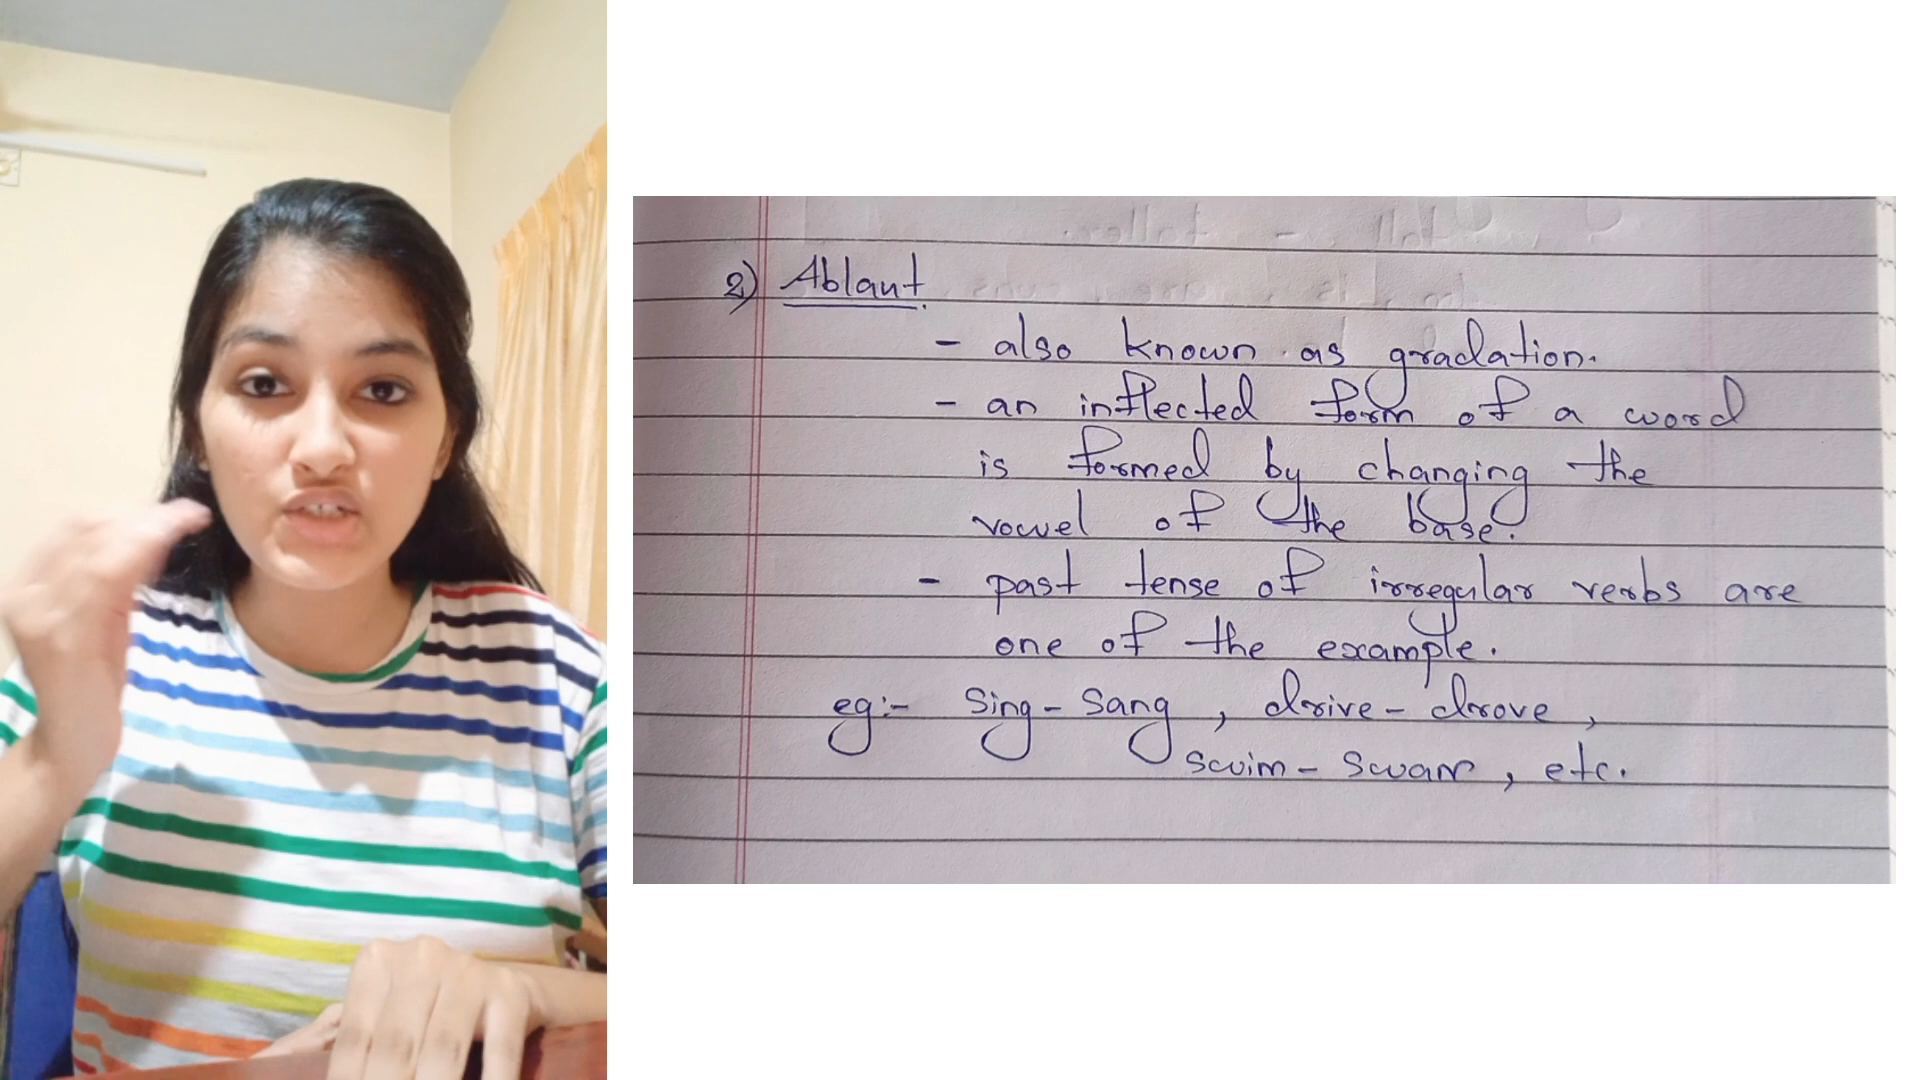 2) Ablaut
- also known as gradation.
- an inflected form of a word
is formed by changing the
vowel of the base.
- past tense of irregular verbs are
one of the example.
eg:- Sing - Sang, drive - drove,
swim - swam, etc.